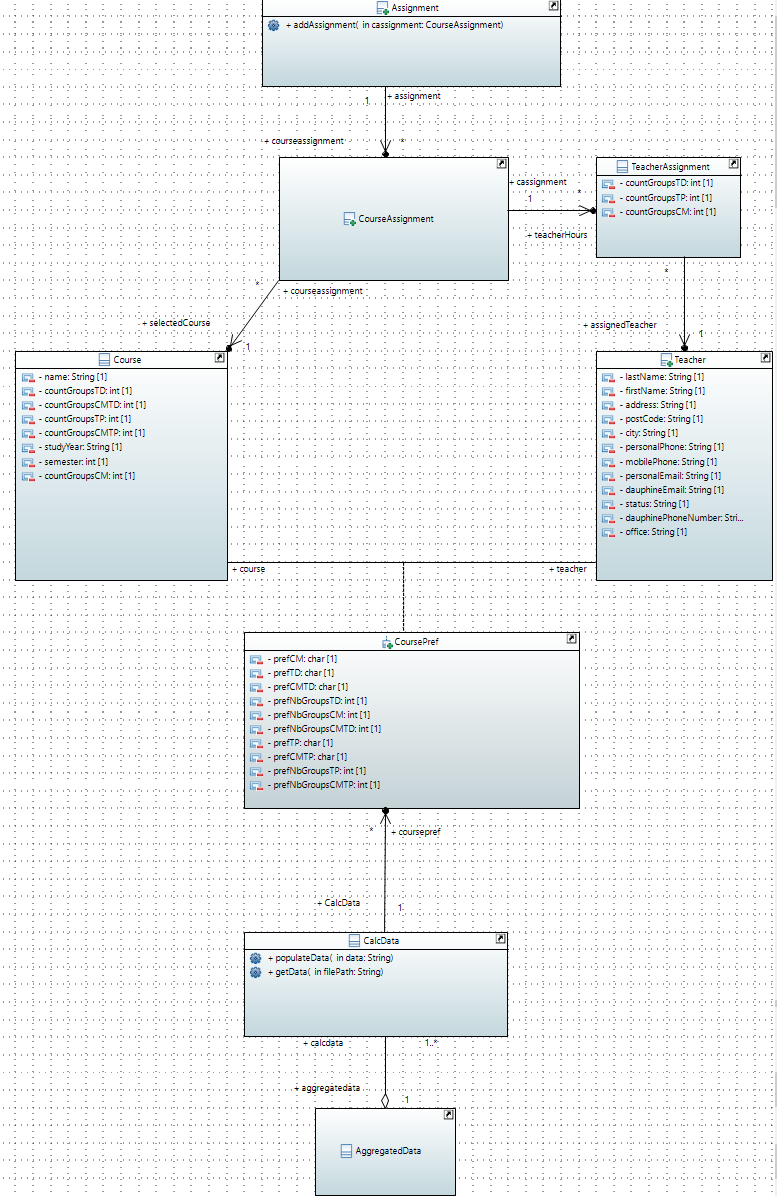 Assignment
+ addAssignment( in cassignment: CourseAssignment)
+ assignment
1
+ courseassignment
*
CourseAssignment
+ cassignment
1
*
+ teacherHours
TeacherAssignment
- countGroupsTD: int [1]
- countGroupsTP: int [1]
- countGroupsCM: int [1]
*
+ courseassignment
+ selectedCourse
1
*
+ assignedTeacher
1
Course
- name: String [1]
- countGroupsTD: int [1]
- countGroupsCMTD: int [1]
- countGroupsTP: int [1]
- countGroupsCMTP: int [1]
- studyYear: String [1]
- semester: int [1]
- countGroupsCM: int [1]
Teacher
- lastName: String [1]
- firstName: String [1]
- address: String [1]
- postCode: String [1]
- city: String [1]
- personalPhone: String [1]
- mobilePhone: String [1]
- personalEmail: String [1]
- dauphineEmail: String [1]
- status: String [1]
- dauphinePhoneNumber: Stri...
- office: String [1]
+ course
+ teacher
CoursePref
- prefCM: char [1]
- prefTD: char [1]
- prefCMTD: char [1]
- prefNbGroupsTD: int [1]
- prefNbGroupsCM: int [1]
- prefNbGroupsCMTD: int [1]
- prefTP: char [1]
- prefCMTP: char [1]
- prefNbGroupsTP: int [1]
- prefNbGroupsCMTP: int [1]
*
+ coursepref
+ CalcData
1
CalcData
+ populateData( in data: String)
+ getData( in filePath: String)
+ calcdata
1..*
+ aggregatedata
1
AggregatedData